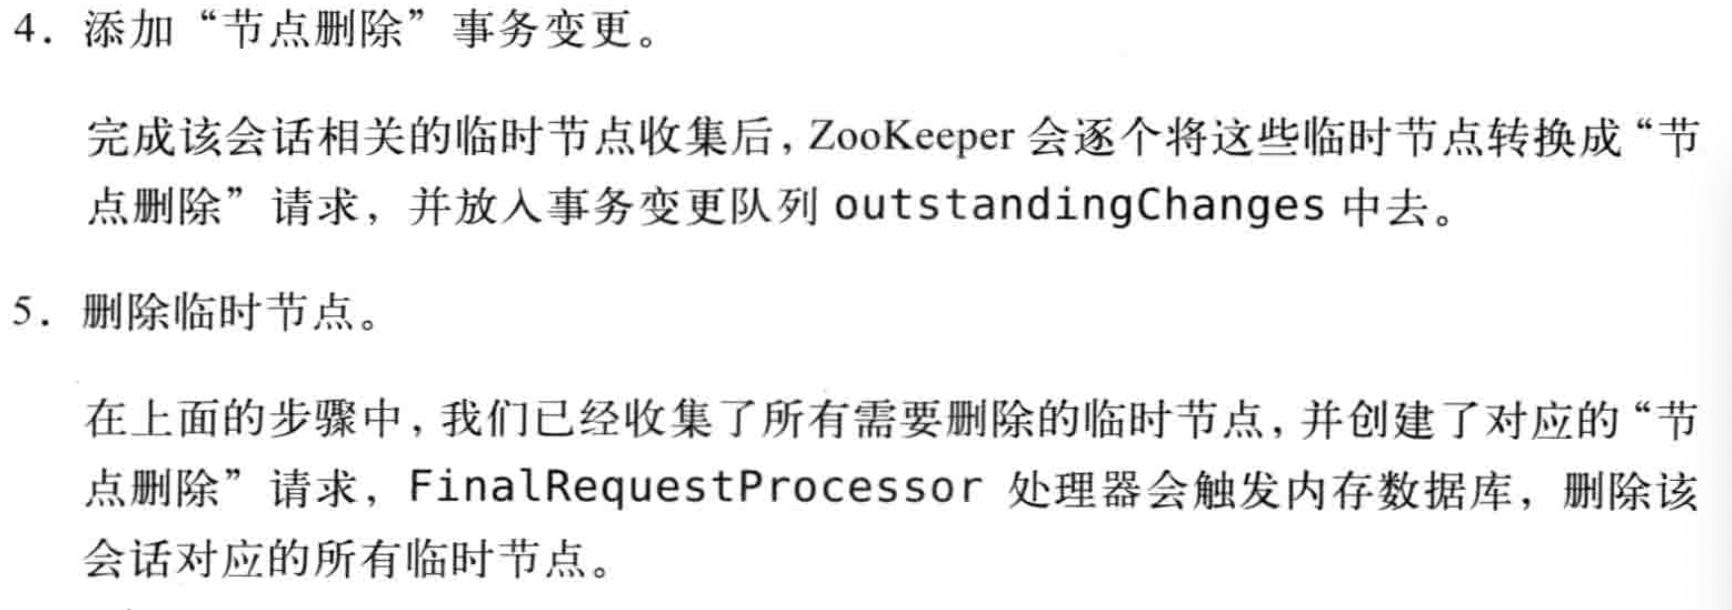 4. 添加“节点删除”事务变更。
完成该会话相关的临时节点收集后，ZooKeeper 会逐个将这些临时节点转换成“节
点删除”请求，并放入事务变更队列 outstandingChanges 中去。
5. 删除临时节点。
在上面的步骤中，我们已经收集了所有需要删除的临时节点，并创建了对应的“节
点删除”请求，FinalRequestProcessor 处理器会触发内存数据库，删除该
会话对应的所有临时节点。